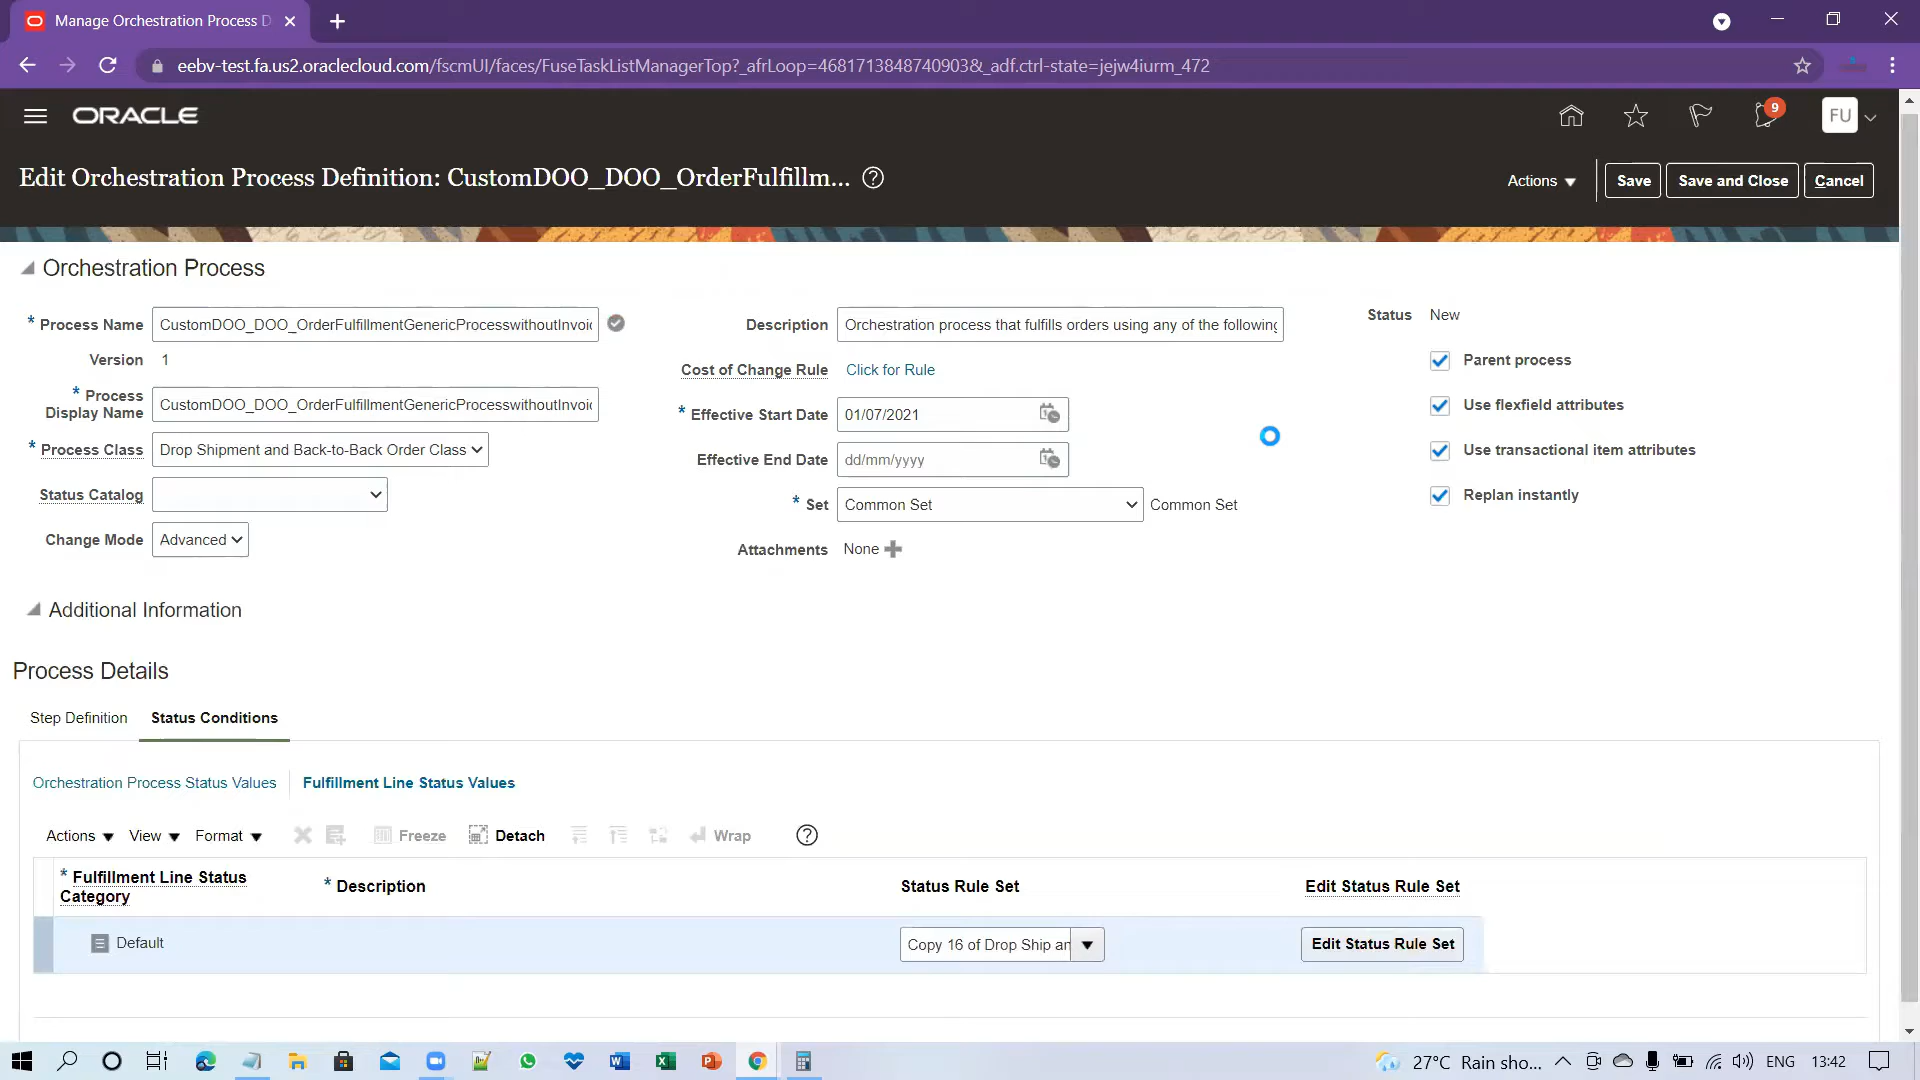 Manage Orchestration Process D
eebv-test.fa.us2.oraclecloud.com/fscmUI/faces/FuseTaskListManagerTop?_afrLoop=46817138487409​03&_adf.ctrl-state=jejw4iurm_472
ORACLE
9
FU
Edit Orchestration Process Definition: CustomDOO_DOO_OrderFulfillm...
Actions Save Save and Close Cancel
Orchestration Process
* Process Name CustomDOO_DOO_OrderFulfillmentGenericProcesswithoutInvoic
Version 1
* Process Display Name CustomDOO_DOO_OrderFulfillmentGenericProcesswithoutInvoic
* Process Class Drop Shipment and Back-to-Back Order Class
Status Catalog
Change Mode Advanced
Description Orchestration process that fulfills orders using any of the following
Cost of Change Rule Click for Rule
* Effective Start Date 01/07/2021
Effective End Date dd/mm/yyyy
* Set Common Set Common Set
Attachments None
Status New
Parent process
Use flexfield attributes
Use transactional item attributes
Replan instantly
Additional Information
Process Details
Step Definition Status Conditions
Orchestration Process Status Values Fulfillment Line Status Values
Actions View Format Freeze Detach Wrap
* Fulfillment Line Status Category * Description Status Rule Set Edit Status Rule Set
Default Copy 16 of Drop Ship an Edit Status Rule Set
27°C Rain sho... ENG 13:42